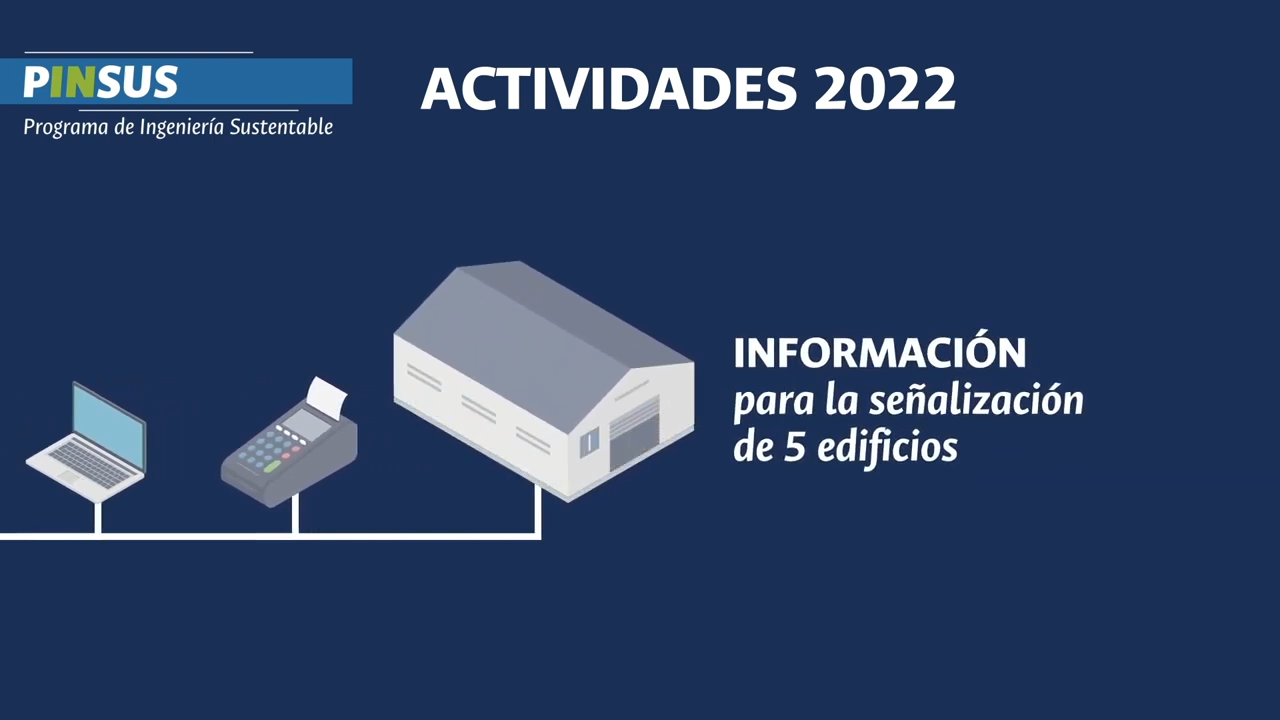 PINSUS
Programa de Ingeniería Sustentable
ACTIVIDADES 2022
INFORMACIÓN
para la señalización
de 5 edificios